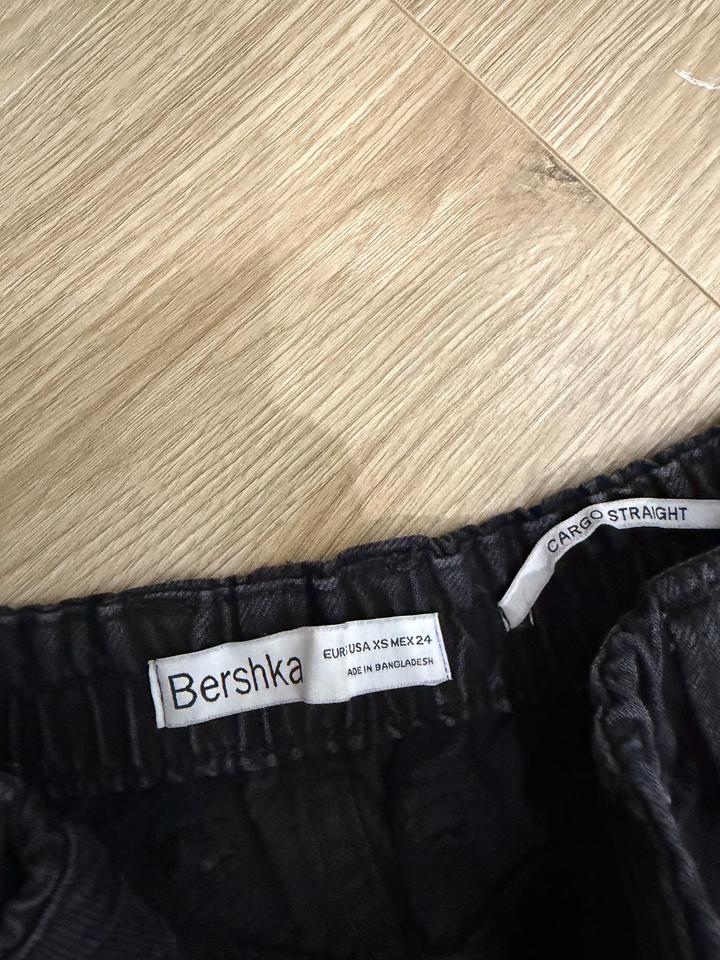 Bershka
EUR USA XS MEX 24
ADE IN BANGLADESH
CARGO STRAIGHT